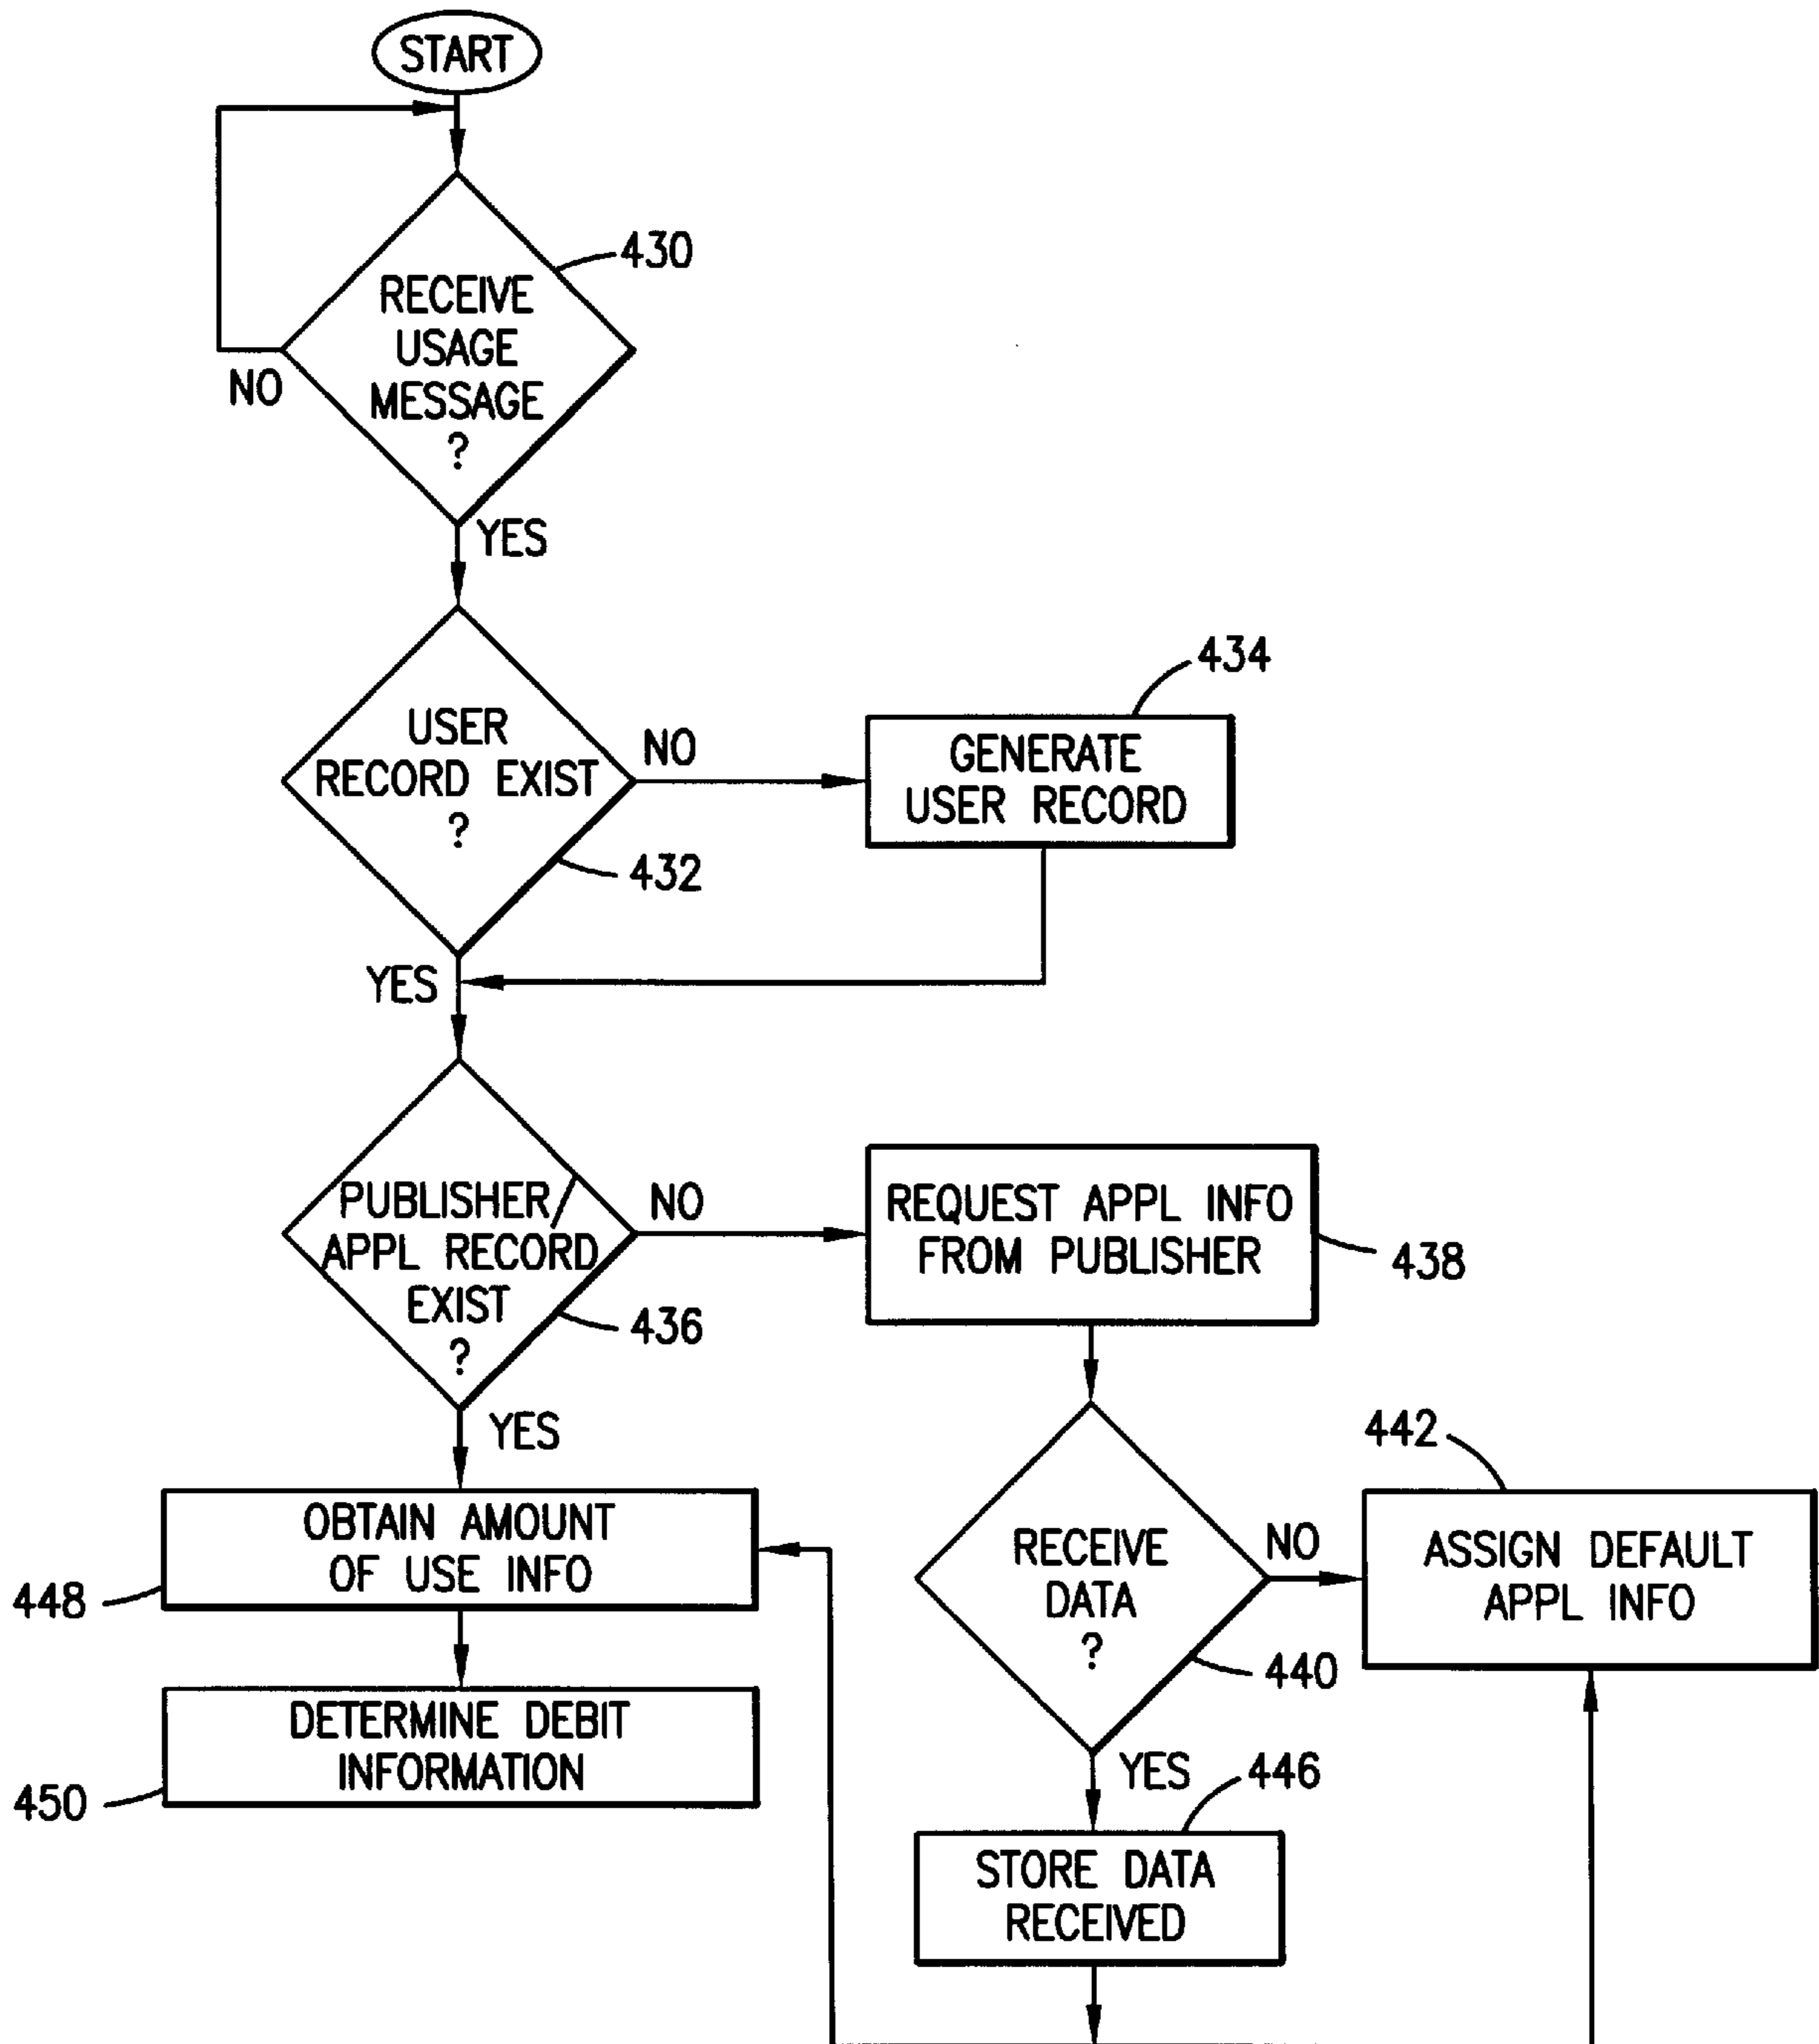 START
430
RECEIVE
USAGE
MESSAGE
?
NO
YES
434
USER
RECORD EXIST
?
NO
GENERATE
USER RECORD
432
YES
PUBLISHER/
APPL RECORD
EXIST
?
NO
REQUEST APPL INFO
FROM PUBLISHER
438
436
YES
442
OBTAIN AMOUNT
OF USE INFO
448
RECEIVE
DATA
?
NO
ASSIGN DEFAULT
APPL INFO
440
DETERMINE DEBIT
INFORMATION
450
YES
446
STORE DATA
RECEIVED